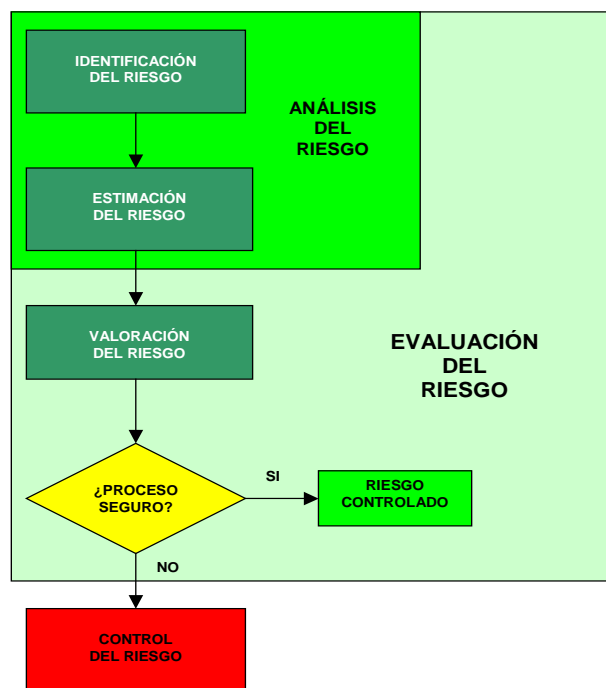 IDENTIFICACIÓN
DEL RIESGO
ANÁLISIS
DEL
RIESGO
ESTIMACIÓN
DEL RIESGO
VALORACIÓN
DEL RIESGO
EVALUACIÓN
DEL
RIESGO
¿PROCESO
SEGURO?
SI
RIESGO
CONTROLADO
NO
CONTROL
DEL RIESGO